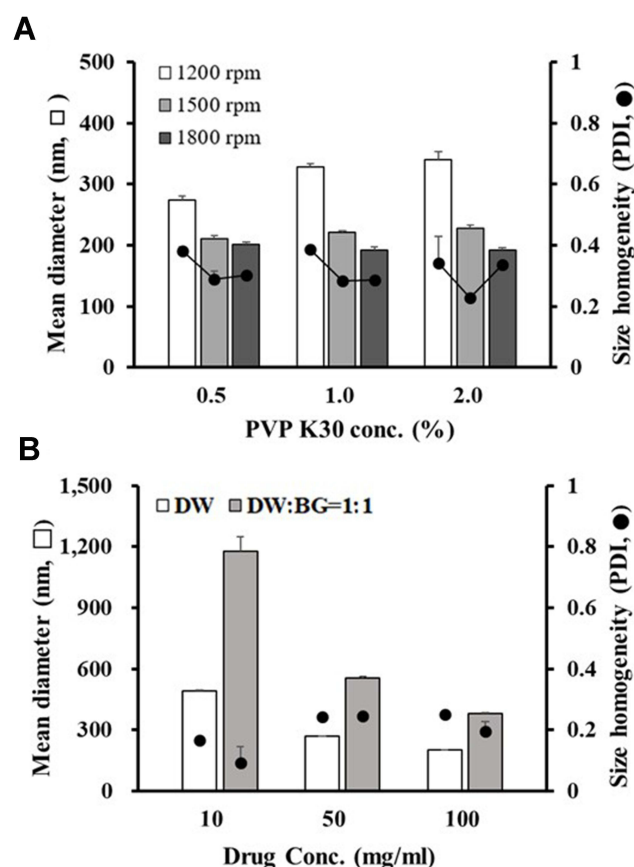 A
Mean diameter (nm, □ )
500
400
300
200
100
0
1200 rpm
1500 rpm
1800 rpm
1
0.8
0.6
0.4
0.2
0
Size homogeneity (PDI, ●)
0.5 1.0 2.0
PVP K30 conc. (%)
B
Mean diameter (nm, □)
1,500
1,200
900
600
300
0
DW DW:BG=1:1
1
0.8
0.6
0.4
0.2
0
Size homogeneity (PDI, ●)
10 50 100
Drug Conc. (mg/ml)